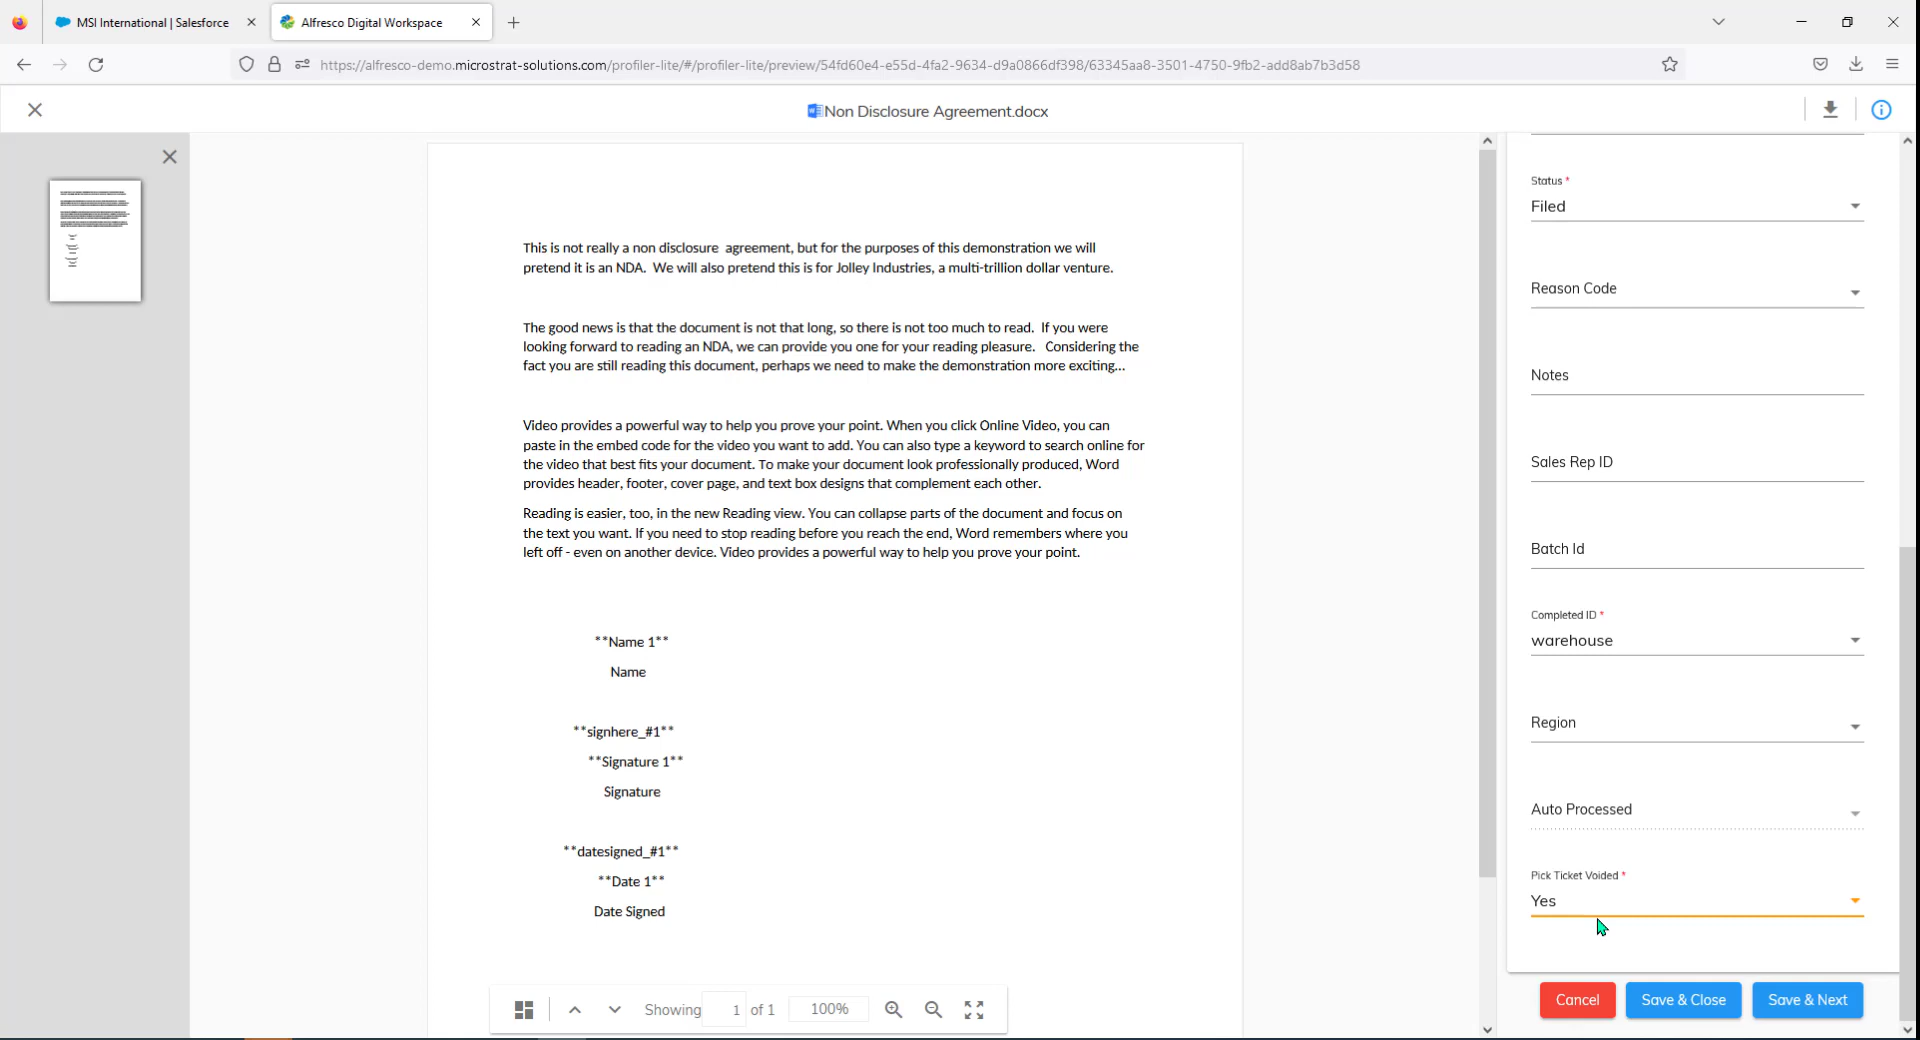 MSI International | Salesforce
Alfresco Digital Workspace
https://alfresco-demo.microstrat-solutions.com/profiler-lite/#/profiler-lite/preview/54fd60e4-e55d-4fa2-9634-d9a0866df398/63345aa8-3501-4750-9fb2-add8ab7b3d58
Non Disclosure Agreement.docx
This is not really a non disclosure  agreement, but for the purposes of this demonstration we will
pretend it is an NDA.  We will also pretend this is for Jolley Industries, a multi-trillion dollar venture.
The good news is that the document is not that long, so there is not too much to read.  If you were
looking forward to reading an NDA, we can provide you one for your reading pleasure.   Considering the
fact you are still reading this document, perhaps we need to make the demonstration more exciting...
Video provides a powerful way to help you prove your point. When you click Online Video, you can
paste in the embed code for the video you want to add. You can also type a keyword to search online for
the video that best fits your document. To make your document look professionally produced, Word
provides header, footer, cover page, and text box designs that complement each other.
Reading is easier, too, in the new Reading view. You can collapse parts of the document and focus on
the text you want. If you need to stop reading before you reach the end, Word remembers where you
left off - even on another device. Video provides a powerful way to help you prove your point.
**Name 1**
Name
**signhere_#1**
**Signature 1**
Signature
**datesigned_#1**
**Date 1**
Date Signed
Showing 1 of 1 100%
Status *
Filed
Reason Code
Notes
Sales Rep ID
Batch Id
Completed ID *
warehouse
Region
Auto Processed
Pick Ticket Voided *
Yes
Cancel
Save & Close
Save & Next